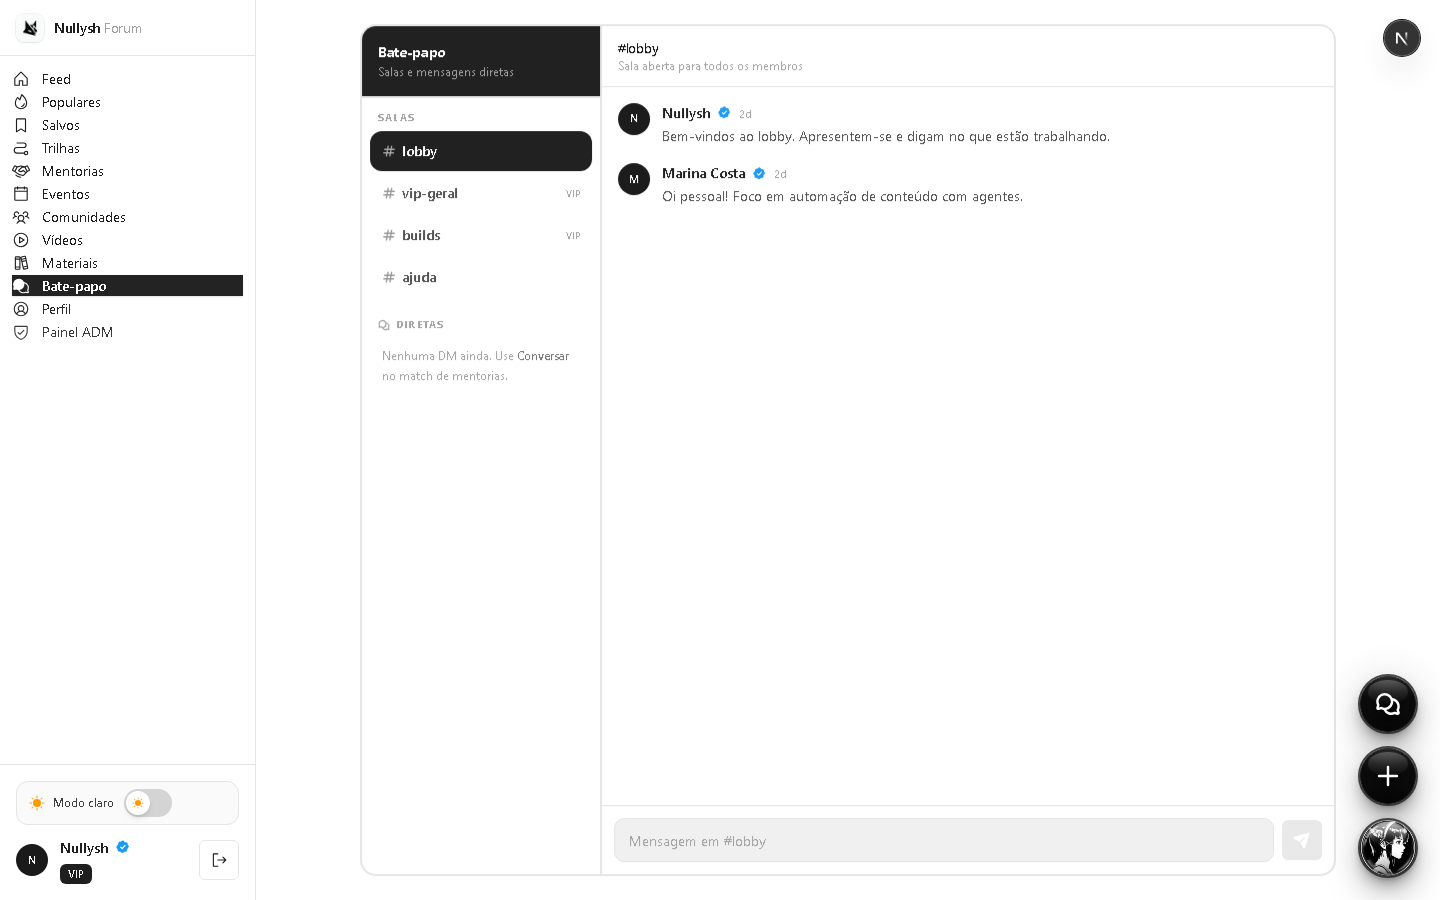 Nullysh Forum
Feed
Populares
Salvos
Trilhas
Mentorias
Eventos
Comunidades
Vídeos
Materiais
Bate-papo
Perfil
Painel ADM
Modo claro
N
Nullysh
VIP
Bate-papo
Salas e mensagens diretas
SALAS
# lobby
# vip-geral VIP
# builds VIP
# ajuda
DIRETAS
Nenhuma DM ainda. Use Conversar
no match de mentorias.
#lobby
Sala aberta para todos os membros
N
Nullysh 2d
Bem-vindos ao lobby. Apresentem-se e digam no que estão trabalhando.
M
Marina Costa 2d
Oi pessoal! Foco em automação de conteúdo com agentes.
Mensagem em #lobby
N